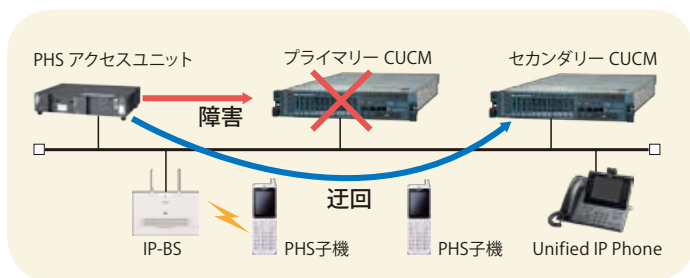 PHS アクセスユニット
プライマリー CUCM
セカンダリー CUCM
障害
迂回
IP-BS
PHS子機
PHS子機
Unified IP Phone